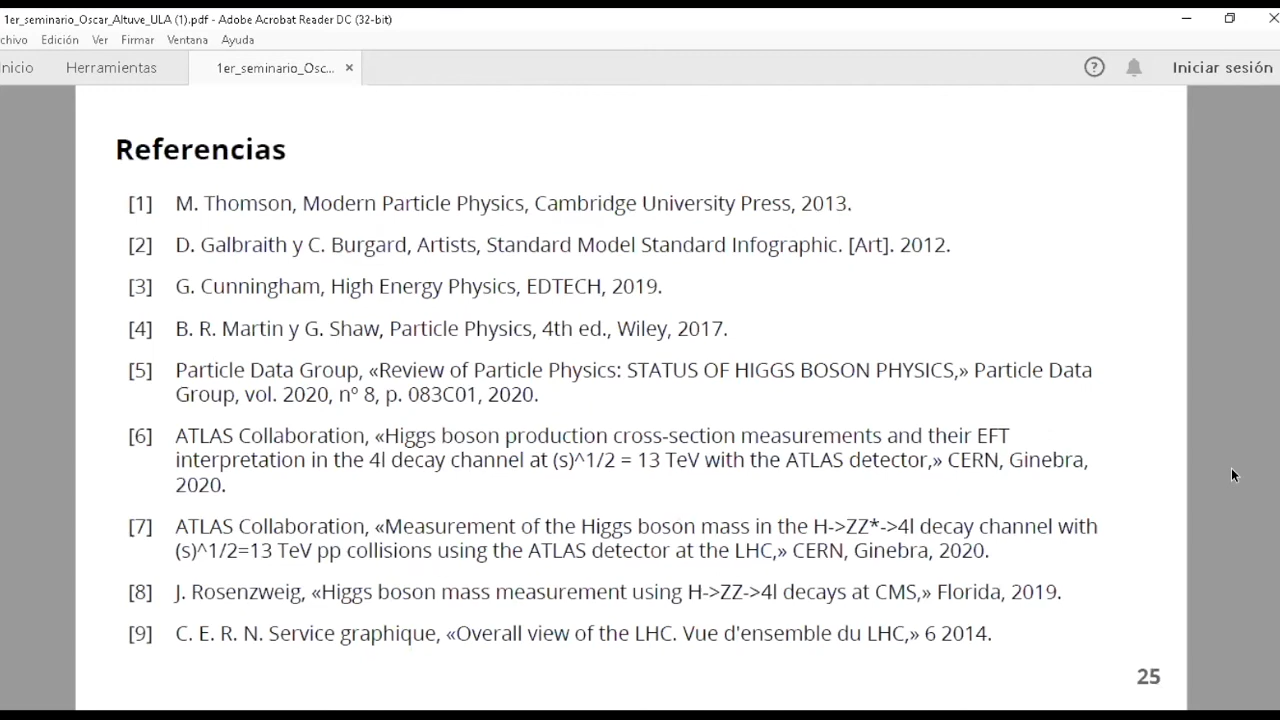 1er_seminario_Oscar_Altuve_ULA (1).pdf - Adobe Acrobat Reader DC (32-bit)
chivo Edición Ver Firmar Ventana Ayuda
nicio Herramientas 1er_seminario_Osc... × ? Iniciar sesión
Referencias
[1] M. Thomson, Modern Particle Physics, Cambridge University Press, 2013.
[2] D. Galbraith y C. Burgard, Artists, Standard Model Standard Infographic. [Art]. 2012.
[3] G. Cunningham, High Energy Physics, EDTECH, 2019.
[4] B. R. Martin y G. Shaw, Particle Physics, 4th ed., Wiley, 2017.
[5] Particle Data Group, «Review of Particle Physics: STATUS OF HIGGS BOSON PHYSICS,» Particle Data
Group, vol. 2020, nº 8, p. 083C01, 2020.
[6] ATLAS Collaboration, «Higgs boson production cross-section measurements and their EFT
interpretation in the 4l decay channel at (s)^1/2 = 13 TeV with the ATLAS detector,» CERN, Ginebra,
2020.
[7] ATLAS Collaboration, «Measurement of the Higgs boson mass in the H->ZZ*->4l decay channel with
(s)^1/2=13 TeV pp collisions using the ATLAS detector at the LHC,» CERN, Ginebra, 2020.
[8] J. Rosenzweig, «Higgs boson mass measurement using H->ZZ->4l decays at CMS,» Florida, 2019.
[9] C. E. R. N. Service graphique, «Overall view of the LHC. Vue d'ensemble du LHC,» 6 2014.
25